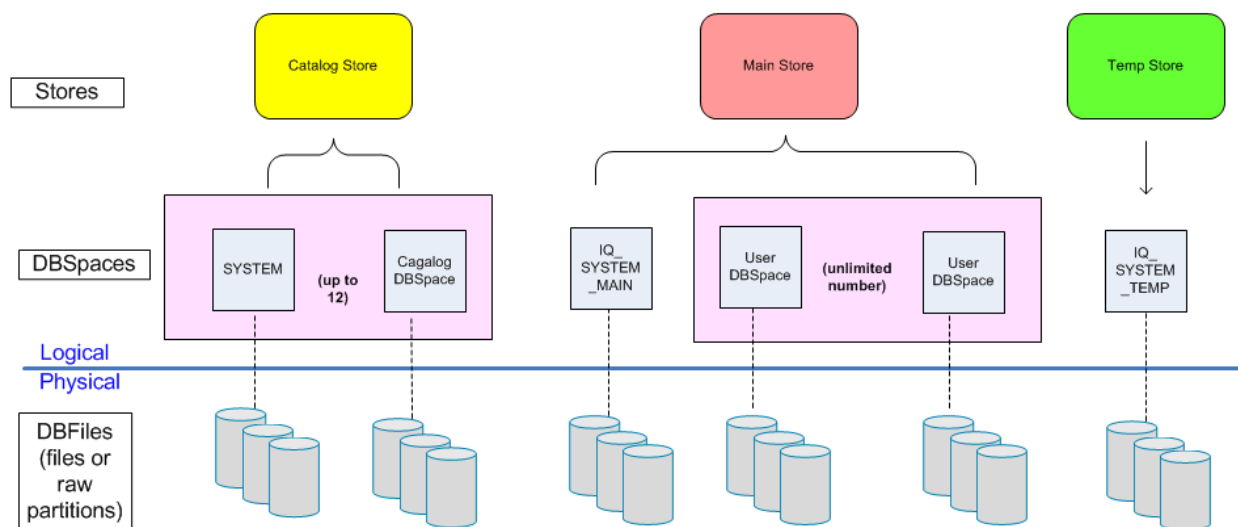 Catalog Store
Main Store
Temp Store
Stores
DBSpaces
SYSTEM
(up to
12)
Cagalog
DBSpace
IQ_
SYSTEM
_MAIN
User
DBSpace
(unlimited
number)
User
DBSpace
IQ_
SYSTEM
_TEMP
Logical
Physical
DBFiles
(files or
raw
partitions)